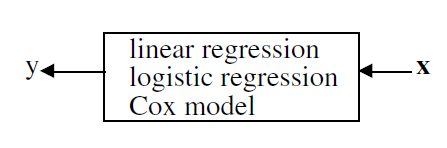 linear regression
y logistic regression x
Cox model